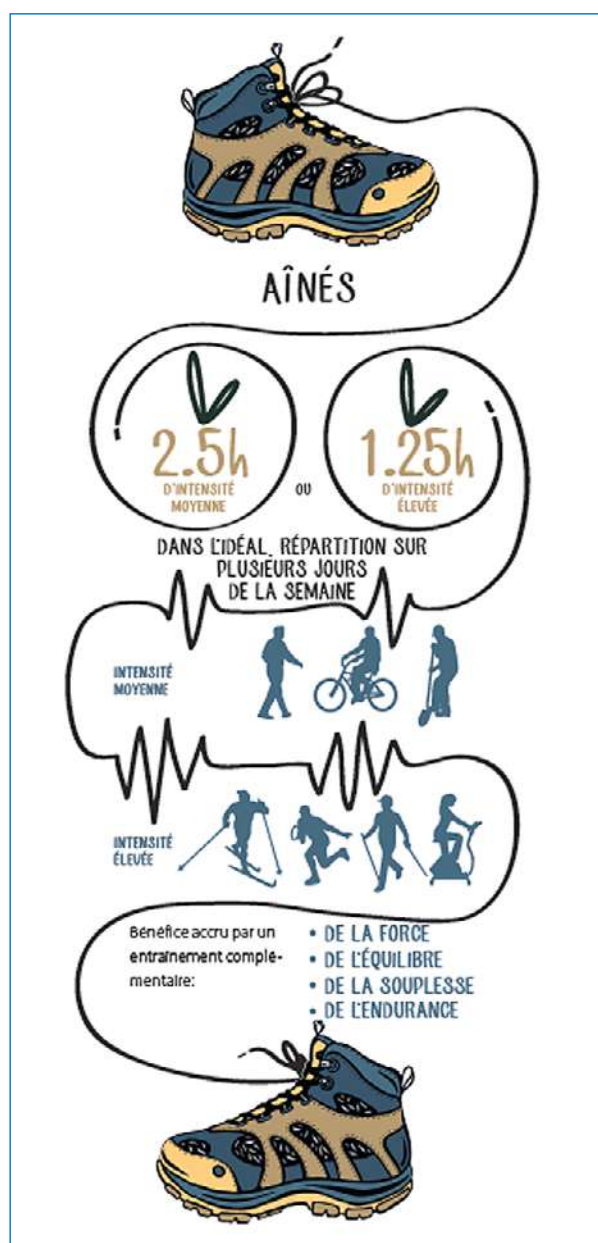 AÎNÉS
2.5h
D'INTENSITÉ
MOYENNE
OU
1.25h
D'INTENSITÉ
ÉLEVÉE
DANS L'IDÉAL, RÉPARTITION SUR
PLUSIEURS JOURS
DE LA SEMAINE
INTENSITÉ
MOYENNE
INTENSITÉ
ÉLEVÉE
Bénéfice accru par un
entraînement complé-
mentaire:
• DE LA FORCE
• DE L'ÉQUILIBRE
• DE LA SOUPLESSE
• DE L'ENDURANCE